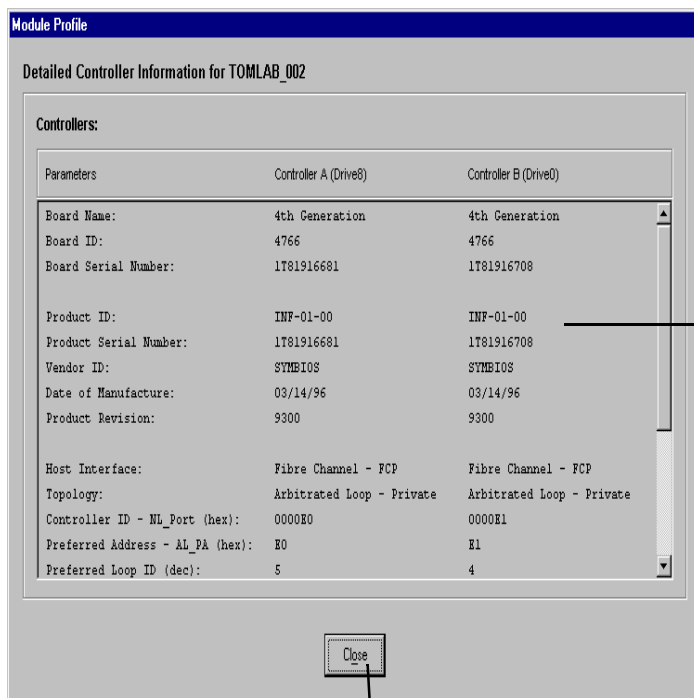 Module Profile
Detailed Controller Information for TOMLAB_002
Controllers:
Parameters Controller A (Drive8) Controller B (Drive0)
Board Name: 4th Generation 4th Generation
Board ID: 4766 4766
Board Serial Number: 1T81916681 1T81916708
Product ID: INF-01-00 INF-01-00
Product Serial Number: 1T81916681 1T81916708
Vendor ID: SYMBIOS SYMBIOS
Date of Manufacture: 03/14/96 03/14/96
Product Revision: 9300 9300
Host Interface: Fibre Channel - FCP Fibre Channel - FCP
Topology: Arbitrated Loop - Private Arbitrated Loop - Private
Controller ID - NL_Port (hex): 0000E0 0000E1
Preferred Address - AL_PA (hex): E0 E1
Preferred Loop ID (dec): 5 4
Close